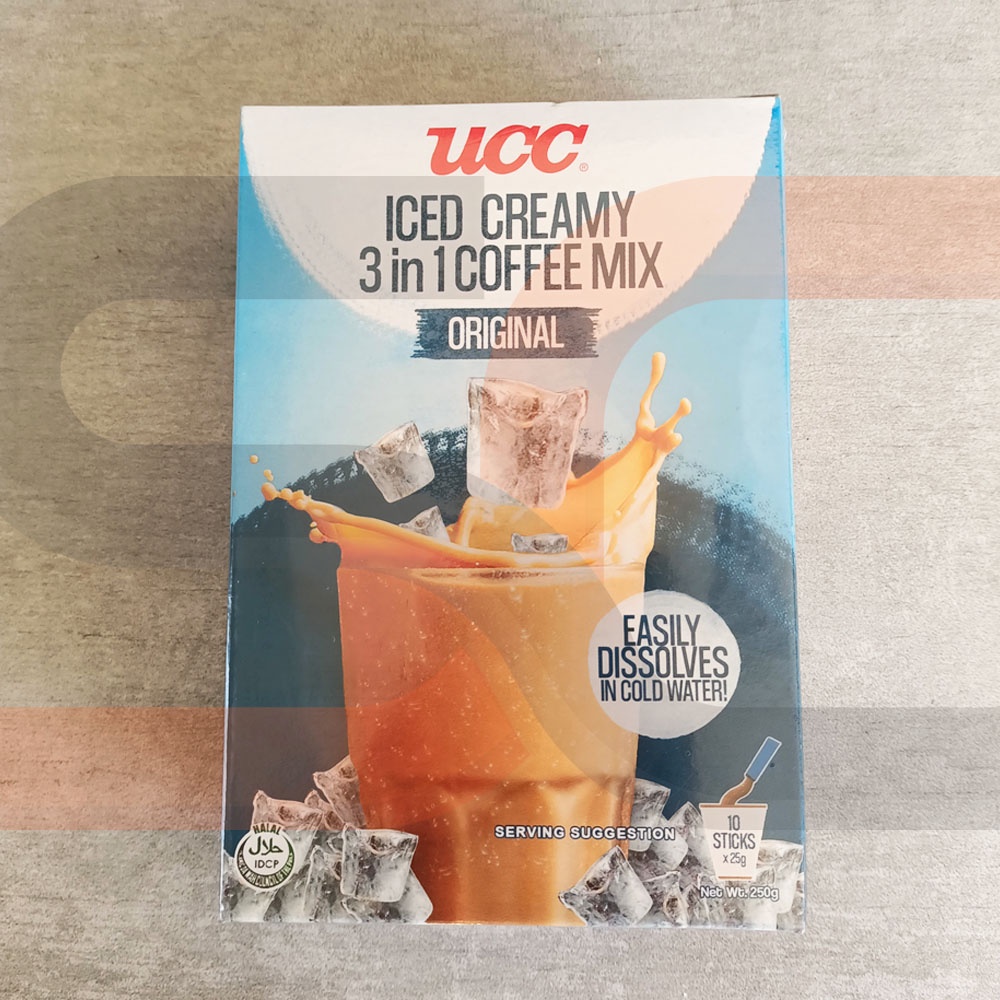 ucc®
ICED CREAMY
3 in 1 COFFEE MIX
ORIGINAL
EASILY
DISSOLVES
IN COLD WATER!
SERVING SUGGESTION
10
STICKS
x 25g
Net Wt. 250g
HALAL
حلال
IDCP